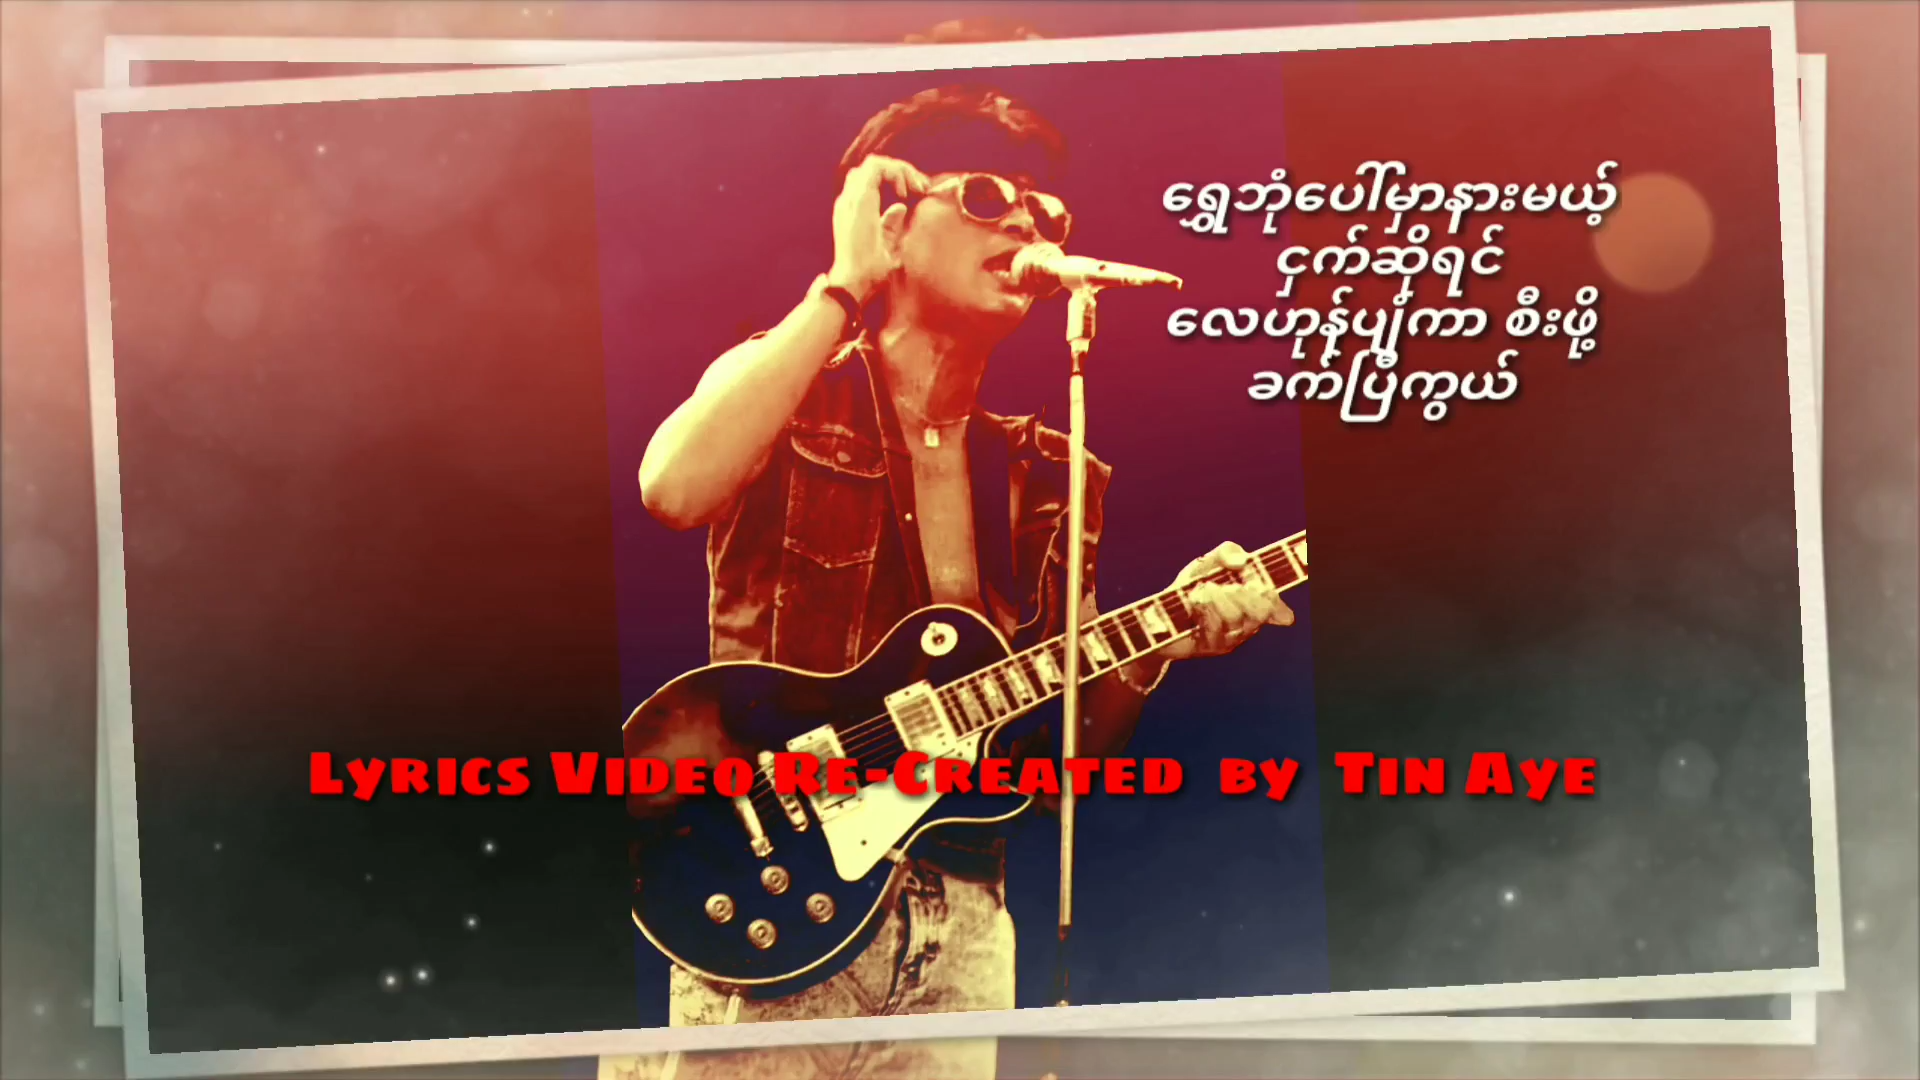 ရွှေဘုံပေါ်မှာနားမယ့်
ငှက်ဆိုရင်
လေဟုန်ပျံကာ စီးဖို့
ခက်ပြီကွယ်
Lyrics Video Re-Created by Tin Aye